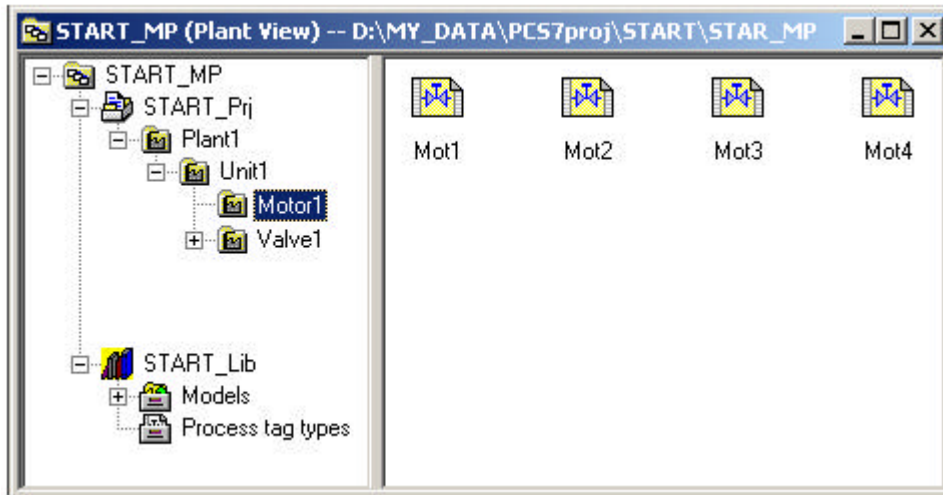 START_MP (Plant View) -- D:\MY_DATA\PCS7proj\START\STAR_MP
START_MP
START_Prj
Plant1
Unit1
Motor1
Valve1
START_Lib
Models
Process tag types
Mot1 Mot2 Mot3 Mot4